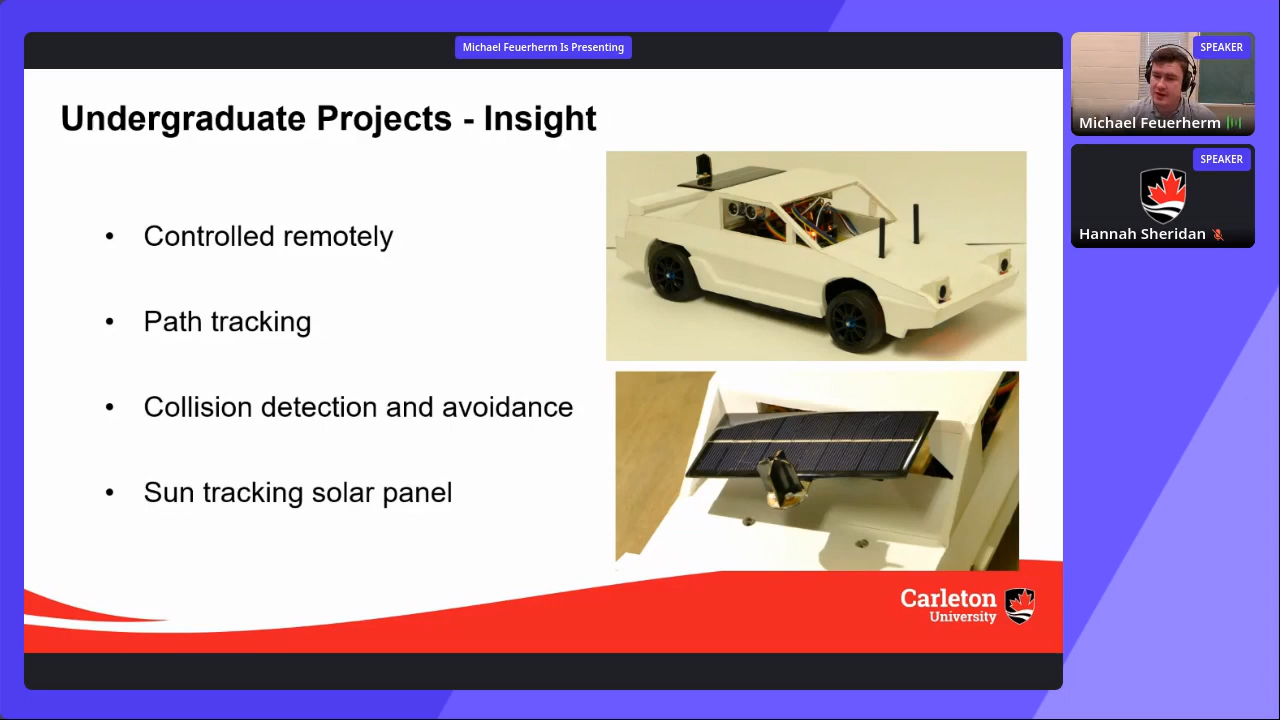 Michael Feuerherm Is Presenting
Undergraduate Projects - Insight
• Controlled remotely
• Path tracking
• Collision detection and avoidance
• Sun tracking solar panel
Carleton
University
SPEAKER
Michael Feuerherm
SPEAKER
Hannah Sheridan